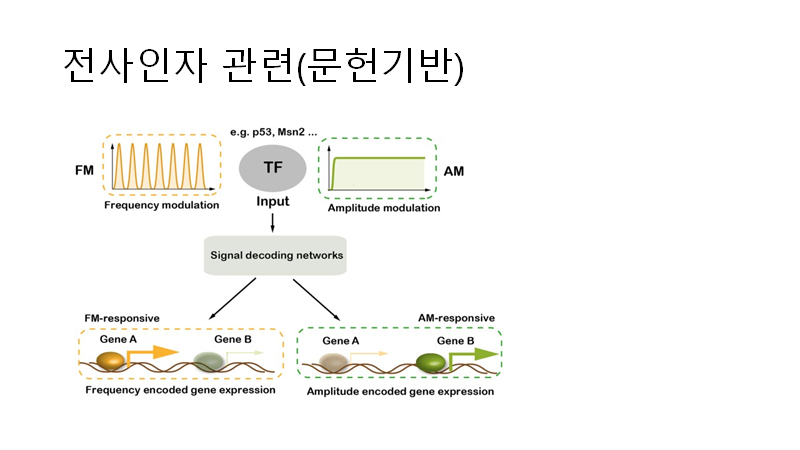 전사인자 관련(문헌기반)
e.g. p53, Msn2 ...
FM
TF
AM
Frequency modulation
Input
Amplitude modulation
Signal decoding networks
FM-responsive
AM-responsive
Gene A
Gene B
Gene A
Gene B
Frequency encoded gene expression
Amplitude encoded gene expression